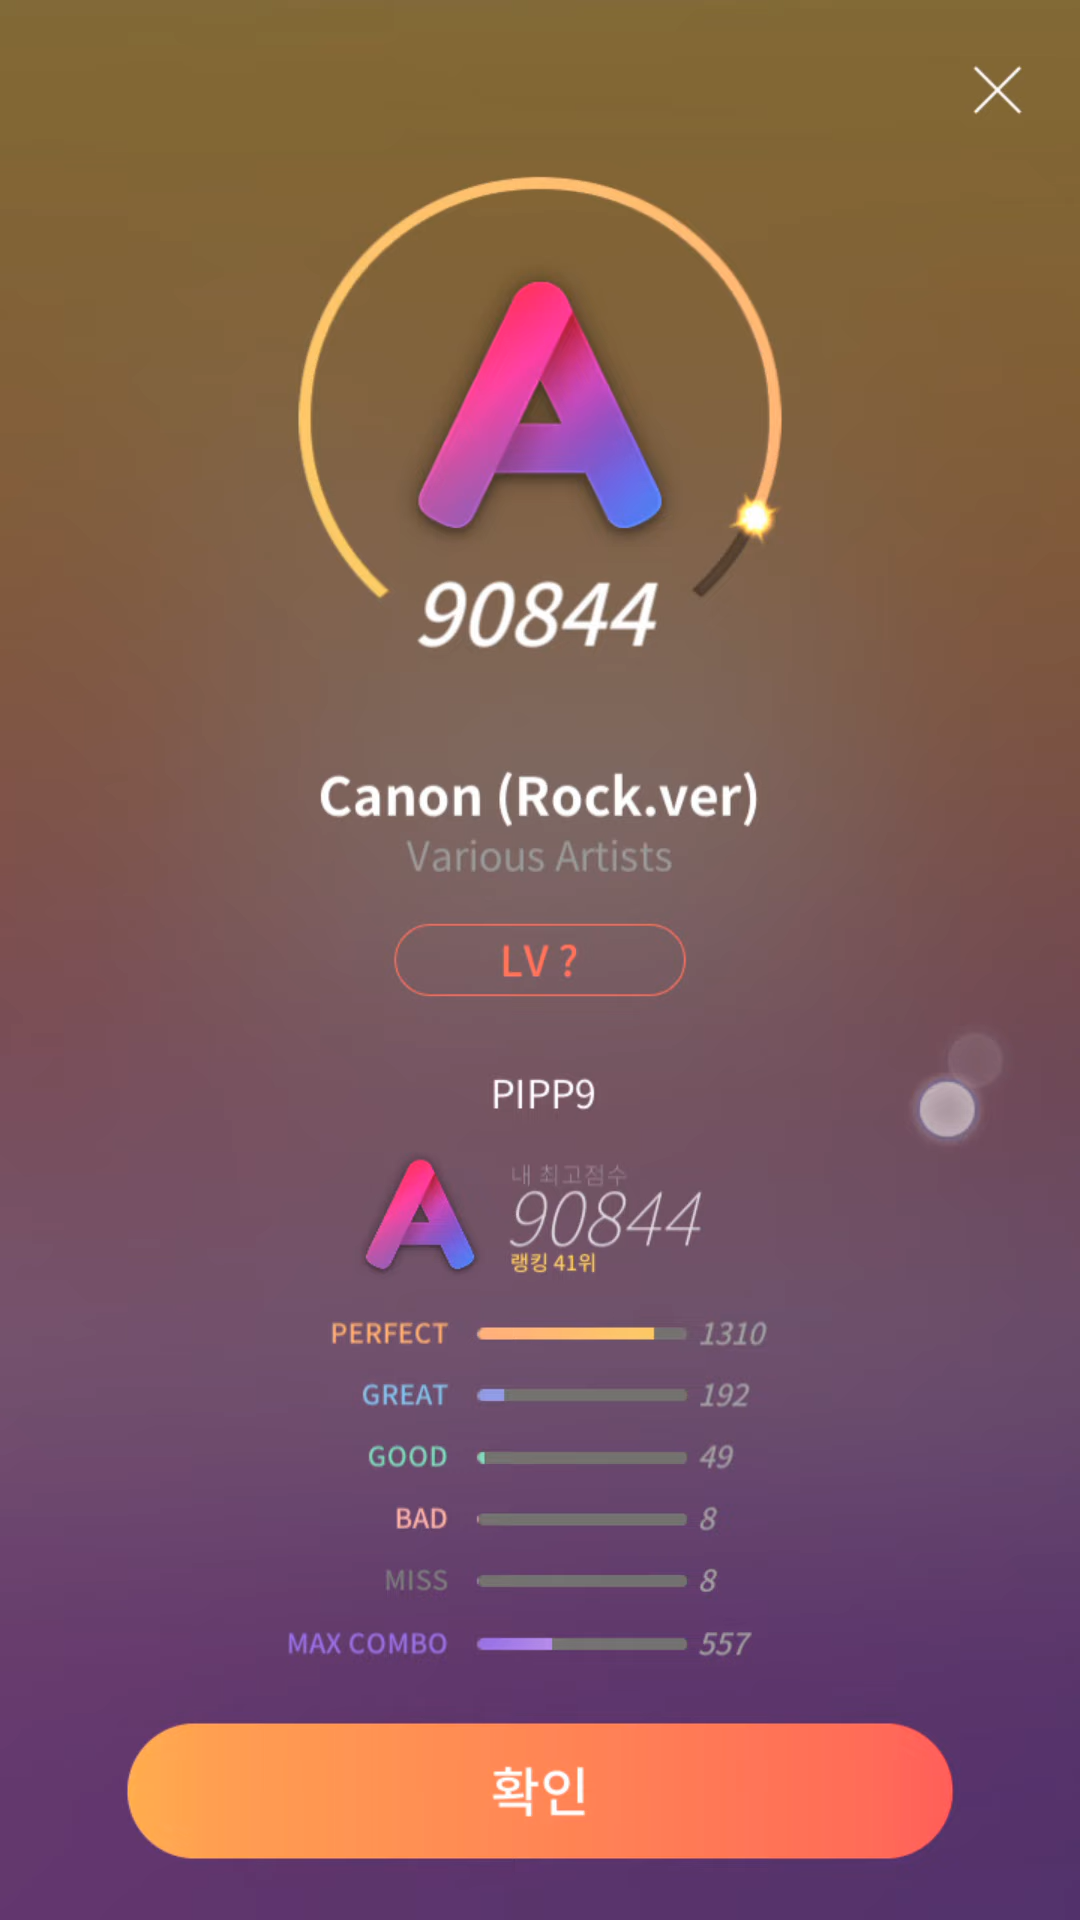 A
90844
Canon (Rock.ver)
Various Artists
LV ?
PIPP9
A
내 최고점수
90844
랭킹 41위
PERFECT 1310
GREAT 192
GOOD 49
BAD 8
MISS 8
MAX COMBO 557
확인